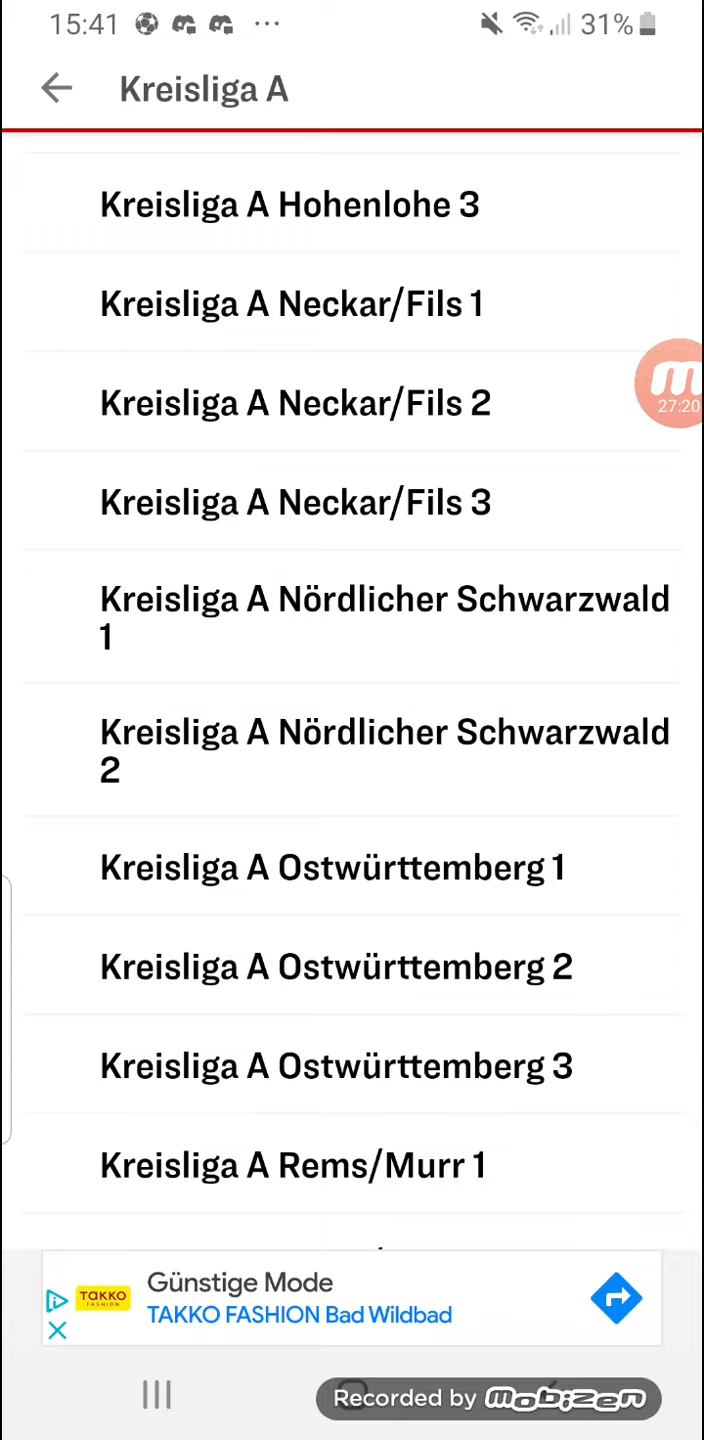 15:41 31%
Kreisliga A
Kreisliga A Hohenlohe 3
Kreisliga A Neckar/Fils 1
Kreisliga A Neckar/Fils 2
27:20
Kreisliga A Neckar/Fils 3
Kreisliga A Nördlicher Schwarzwald
1
Kreisliga A Nördlicher Schwarzwald
2
Kreisliga A Ostwürttemberg 1
Kreisliga A Ostwürttemberg 2
Kreisliga A Ostwürttemberg 3
Kreisliga A Rems/Murr 1
TAKKO
FASHION
Günstige Mode
TAKKO FASHION Bad Wildbad
Recorded by mobizen